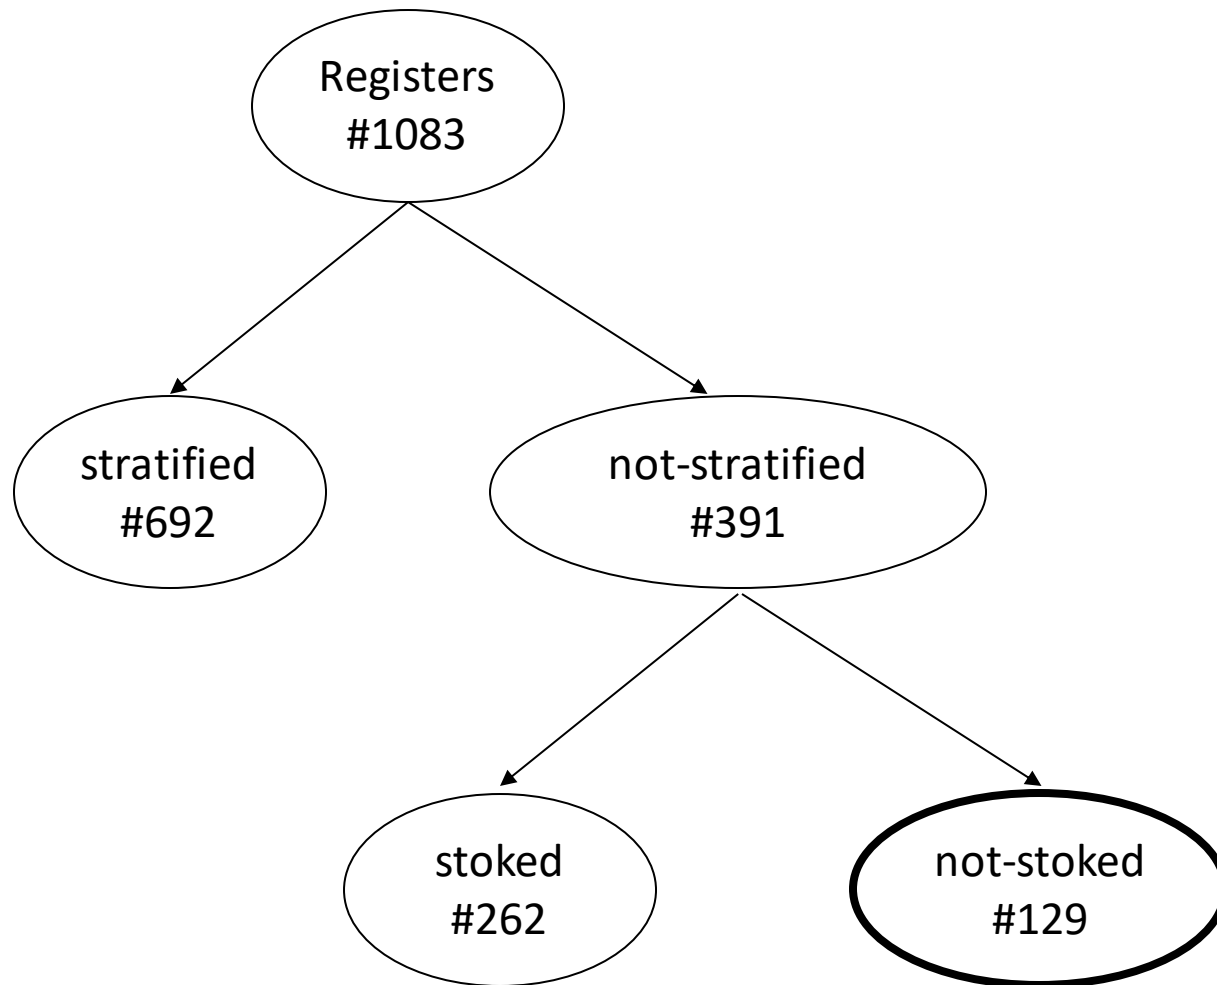 Registers
#1083
stratified
#692
not-stratified
#391
stoked
#262
not-stoked
#129